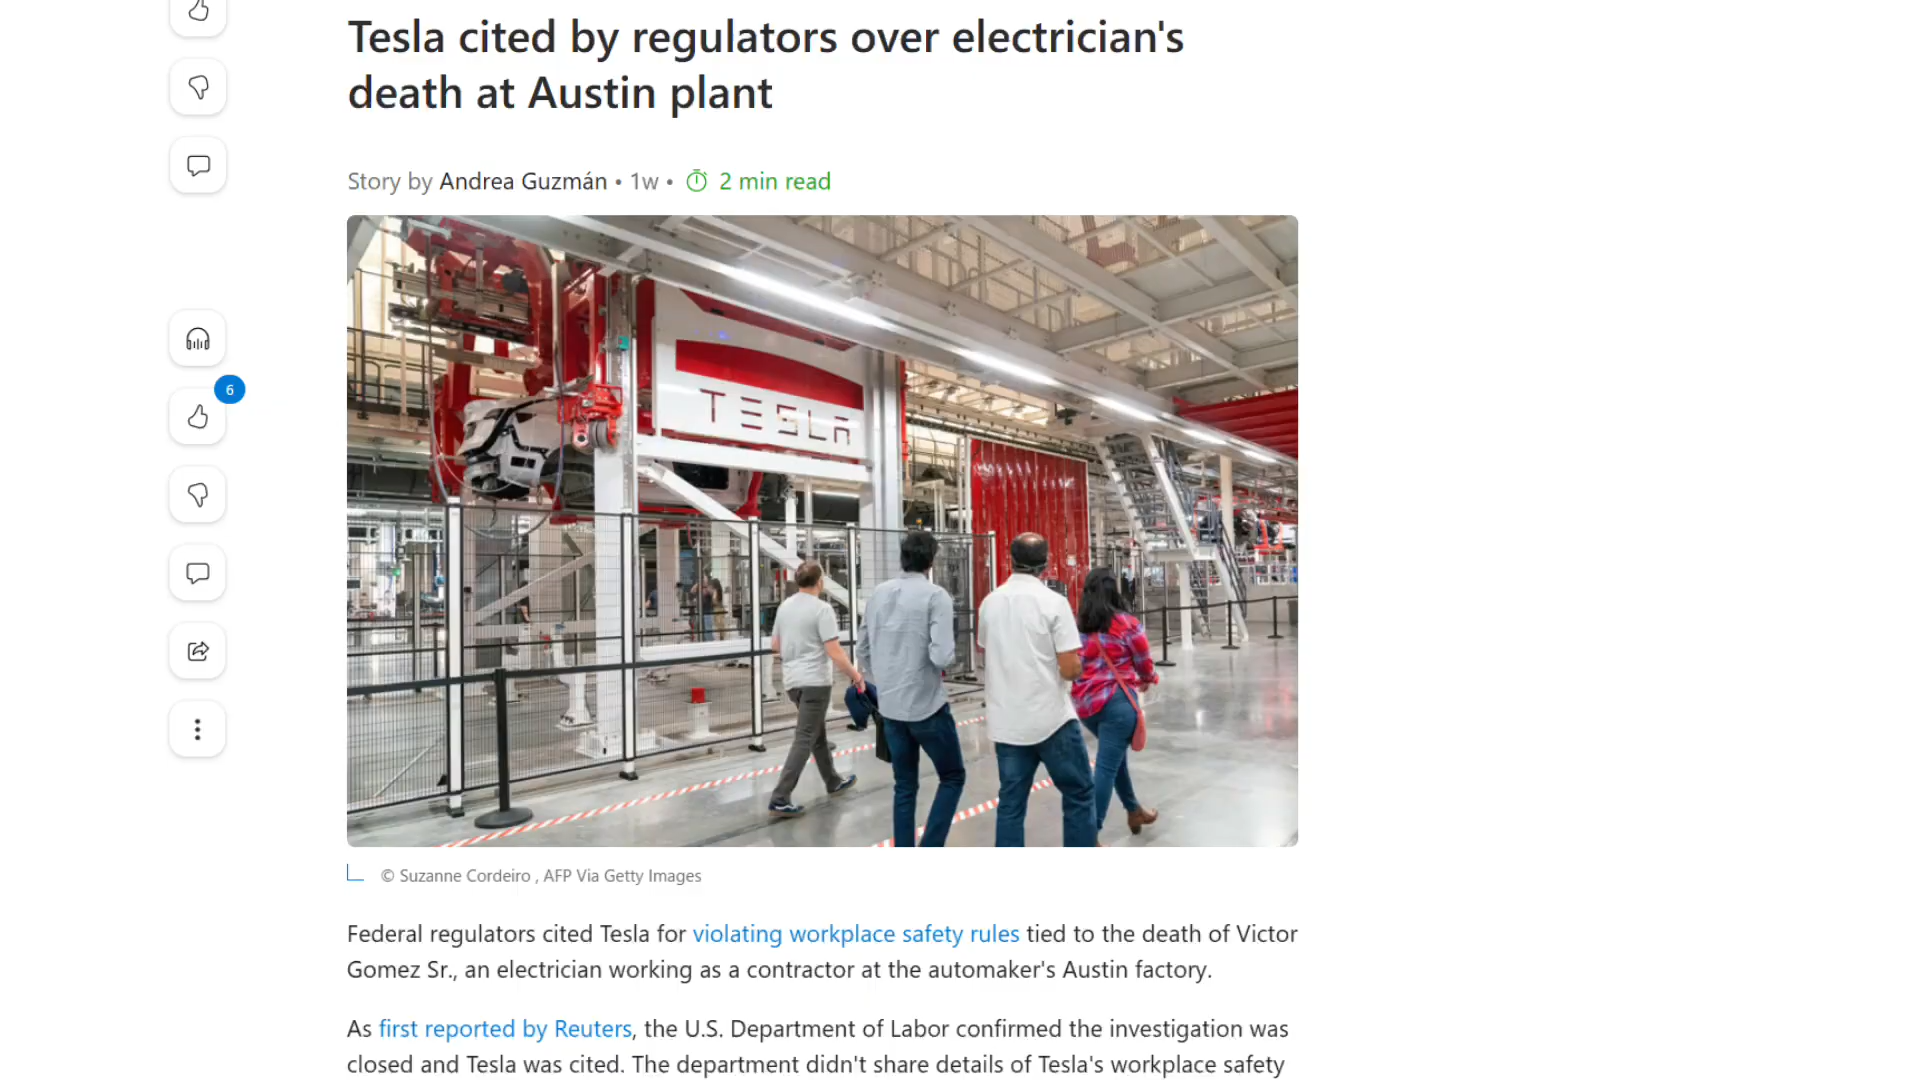 Tesla cited by regulators over electrician's
death at Austin plant
Story by Andrea Guzmán • 1w • 2 min read
6
TESLA
© Suzanne Cordeiro , AFP Via Getty Images
Federal regulators cited Tesla for violating workplace safety rules tied to the death of Victor
Gomez Sr., an electrician working as a contractor at the automaker's Austin factory.
As first reported by Reuters, the U.S. Department of Labor confirmed the investigation was
closed and Tesla was cited. The department didn't share details of Tesla's workplace safety